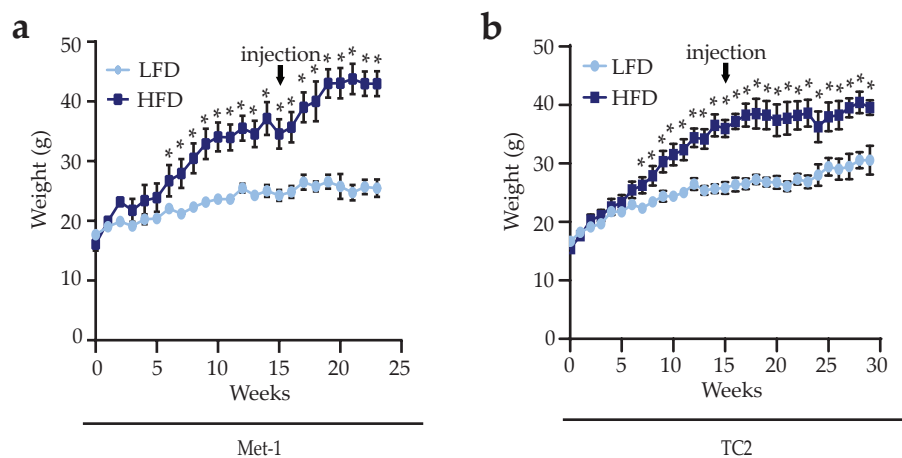 a
50
injection
LFD
HFD
* * * * * * * * * * * * * * * * * *
40
30
20
10
0
Weight (g)
0 5 10 15 20 25
Weeks
Met-1
b
50
injection
LFD
HFD
* * * * * * * * * * * * * * * * * * * * * * *
40
30
20
10
0
Weight (g)
0 5 10 15 20 25 30
Weeks
TC2